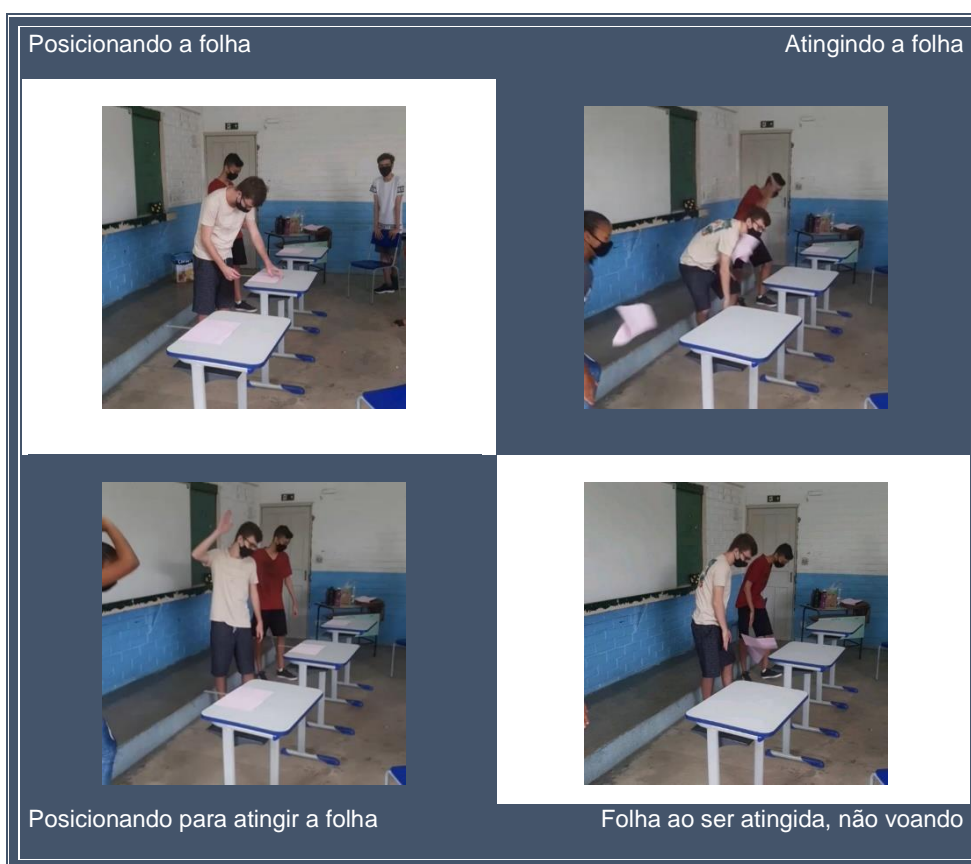 Posicionando a folha
Atingindo a folha
Posicionando para atingir a folha
Folha ao ser atingida, não voando